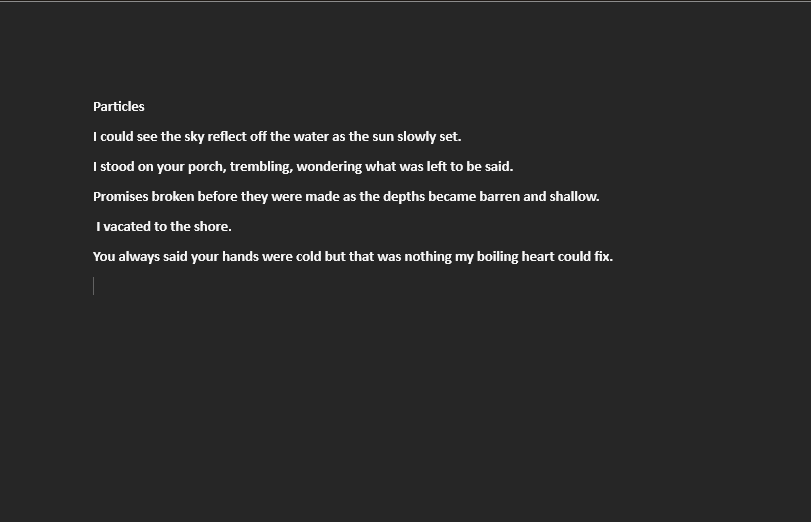 Particles
I could see the sky reflect off the water as the sun slowly set.
I stood on your porch, trembling, wondering what was left to be said.
Promises broken before they were made as the depths became barren and shallow.
I vacated to the shore.
You always said your hands were cold but that was nothing my boiling heart could fix.